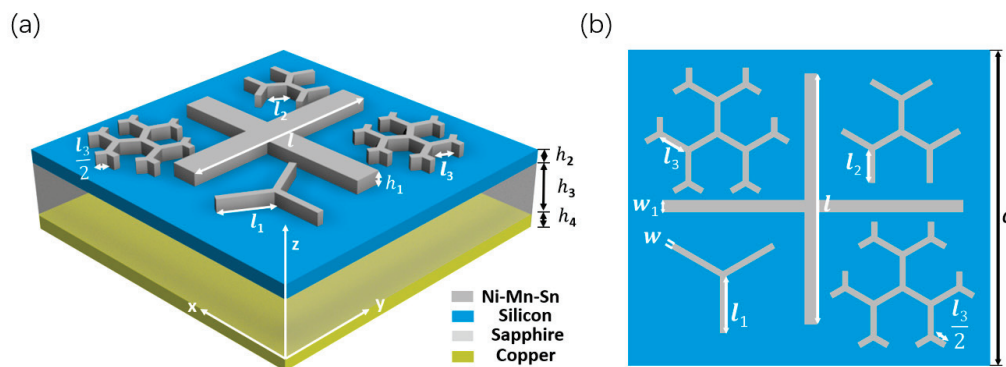 (a)
(b)
l₂
l
l₃/2
l₃
h₁
h₂
h₃
h₄
l₁
z
x
y
Ni-Mn-Sn
Silicon
Sapphire
Copper
l₃
l₂
w₁
l
w
l₁
l₃/2